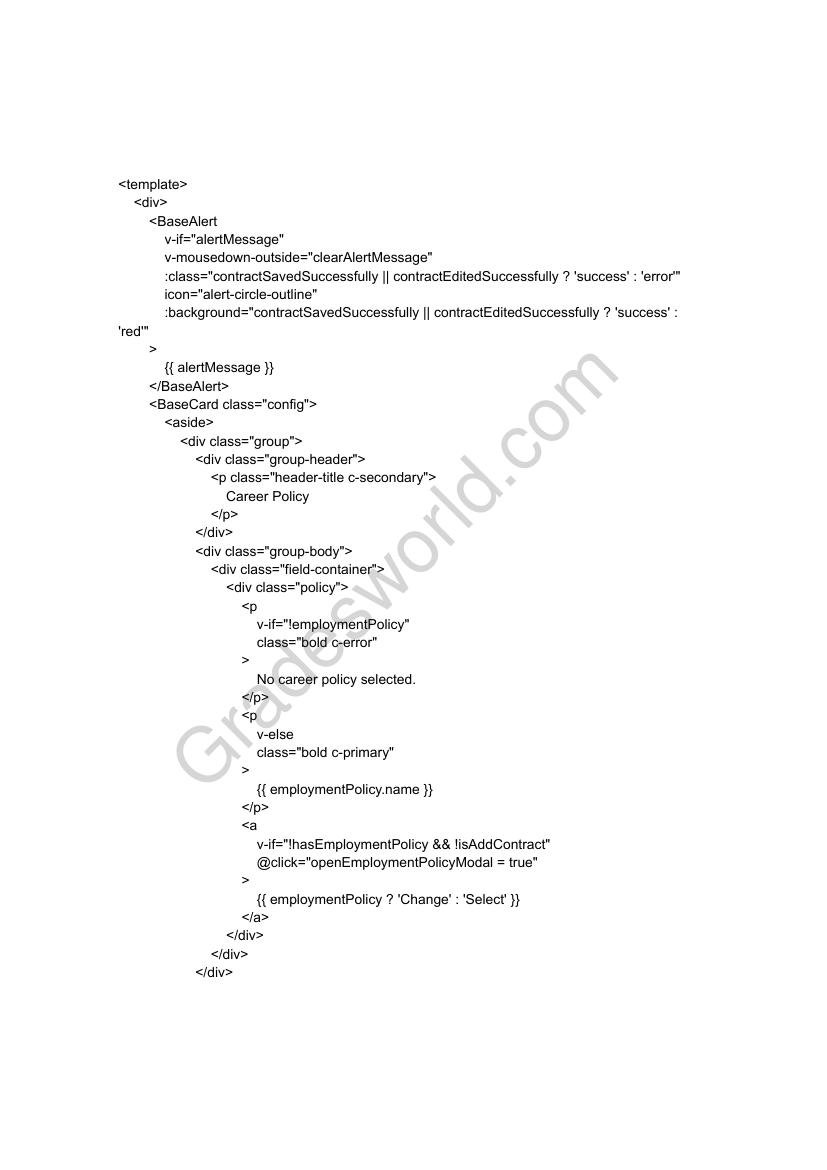 <template>
<div>
<BaseAlert
v-if="alertMessage"
v-mousedown-outside="clearAlertMessage"
:class="contractSavedSuccessfully || contractEditedSuccessfully ? 'success' : 'error'"
icon="alert-circle-outline"
:background="contractSavedSuccessfully || contractEditedSuccessfully ? 'success' :
'red'"
>
{{ alertMessage }}
</BaseAlert>
<BaseCard class="config">
<aside>
<div class="group">
<div class="group-header">
<p class="header-title c-secondary">
Career Policy
</p>
</div>
<div class="group-body">
<div class="field-container">
<div class="policy">
<p
v-if="!employmentPolicy"
class="bold c-error"
>
No career policy selected.
</p>
<p
v-else
class="bold c-primary"
>
{{ employmentPolicy.name }}
</p>
<a
v-if="!hasEmploymentPolicy && !isAddContract"
@click="openEmploymentPolicyModal = true"
>
{{ employmentPolicy ? 'Change' : 'Select' }}
</a>
</div>
</div>
</div>
Gradesworld.com